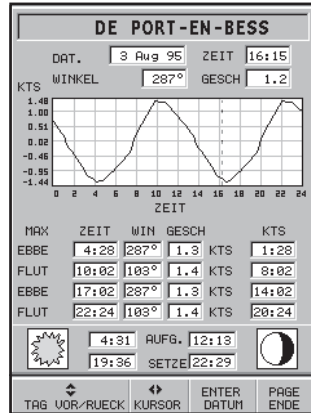 DE PORT-EN-BESS
DAT. 3 Aug 95 ZEIT 16:15
WINKEL 287° GESCH 1.2
KTS
1.48
1.00
0.51
0.02
-0.46
-0.95
-1.44
0 2 4 6 8 10 12 14 16 18 20 22 24
ZEIT
MAX ZEIT WIN GESCH KTS
EBBE 4:28 287° 1.3 KTS 1:28
FLUT 10:02 103° 1.4 KTS 8:02
EBBE 17:02 287° 1.3 KTS 14:02
FLUT 22:24 103° 1.4 KTS 20:24
4:31 AUFG. 12:13
19:36 SETZE 22:29
TAG VOR/RUECK KURSOR ENTER DATUM PAGE ENDE